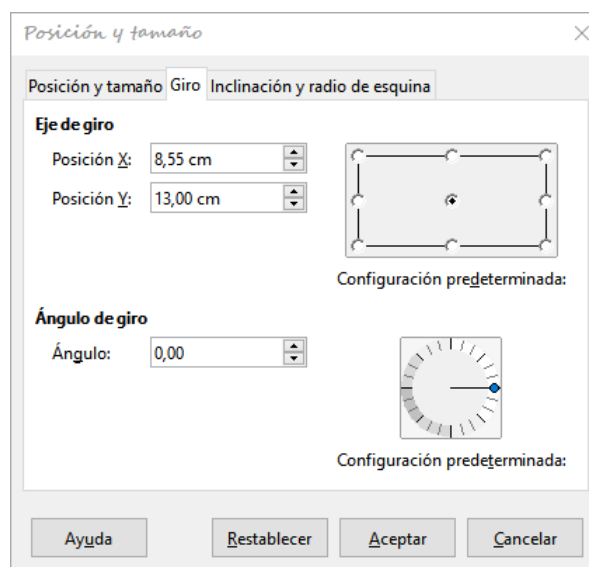 Posición y tamaño
Posición y tamaño Giro Inclinación y radio de esquina
Eje de giro
Posición X: 8,55 cm
Posición Y: 13,00 cm
Configuración predeterminada:
Ángulo de giro
Ángulo: 0,00
Configuración predeterminada:
Ayuda Restablecer Aceptar Cancelar